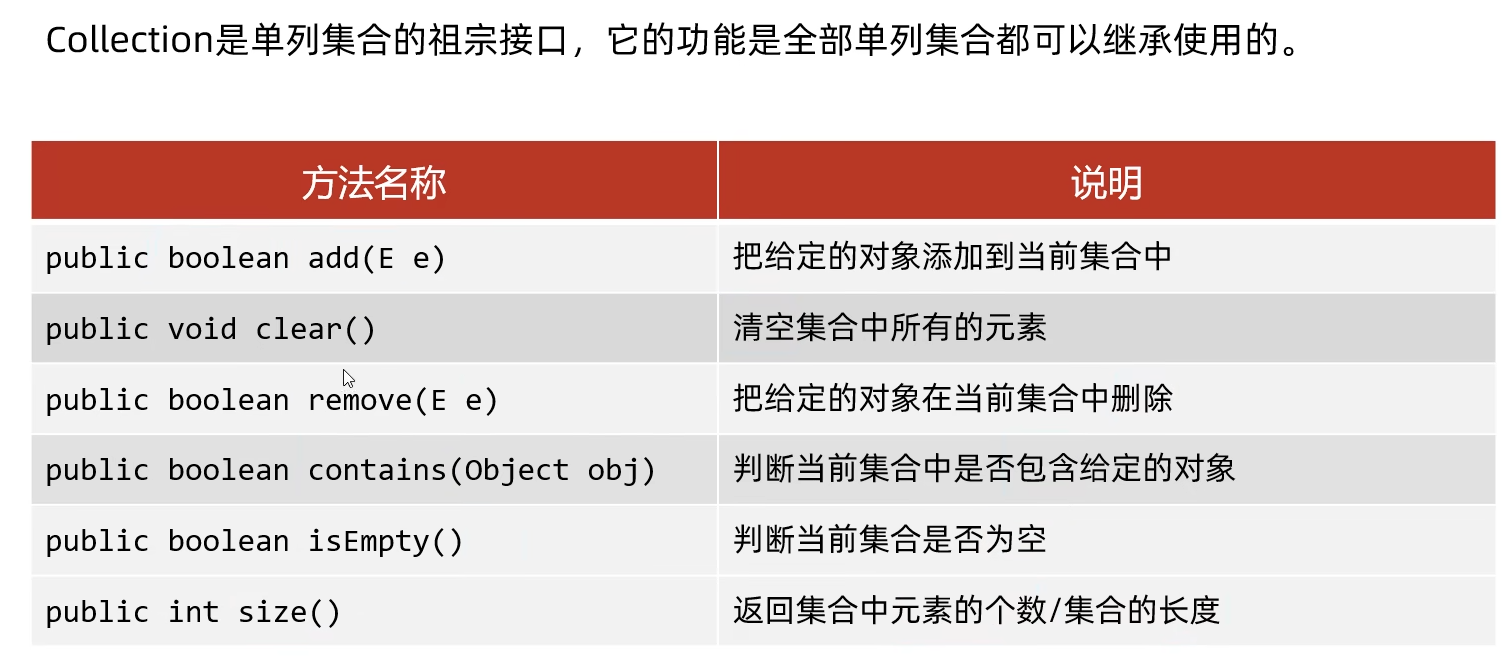 Collection是单列集合的祖宗接口，它的功能是全部单列集合都可以继承使用的。
方法名称 说明
public boolean add(E e) 把给定的对象添加到当前集合中
public void clear() 清空集合中所有的元素
public boolean remove(E e) 把给定的对象在当前集合中删除
public boolean contains(Object obj) 判断当前集合中是否包含给定的对象
public boolean isEmpty() 判断当前集合是否为空
public int size() 返回集合中元素的个数/集合的长度